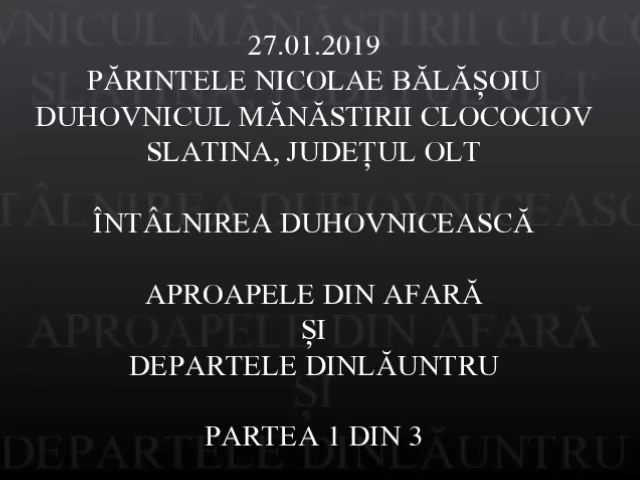 27.01.2019
PĂRINTELE NICOLAE BĂLĂȘOIU
DUHOVNICUL MĂNĂSTIRII CLOCOCIOV
SLATINA, JUDEȚUL OLT
ÎNTÂLNIREA DUHOVNICEASCĂ
APROAPELE DIN AFARĂ
ȘI
DEPARTELE DINLĂUNTRU
PARTEA 1 DIN 3